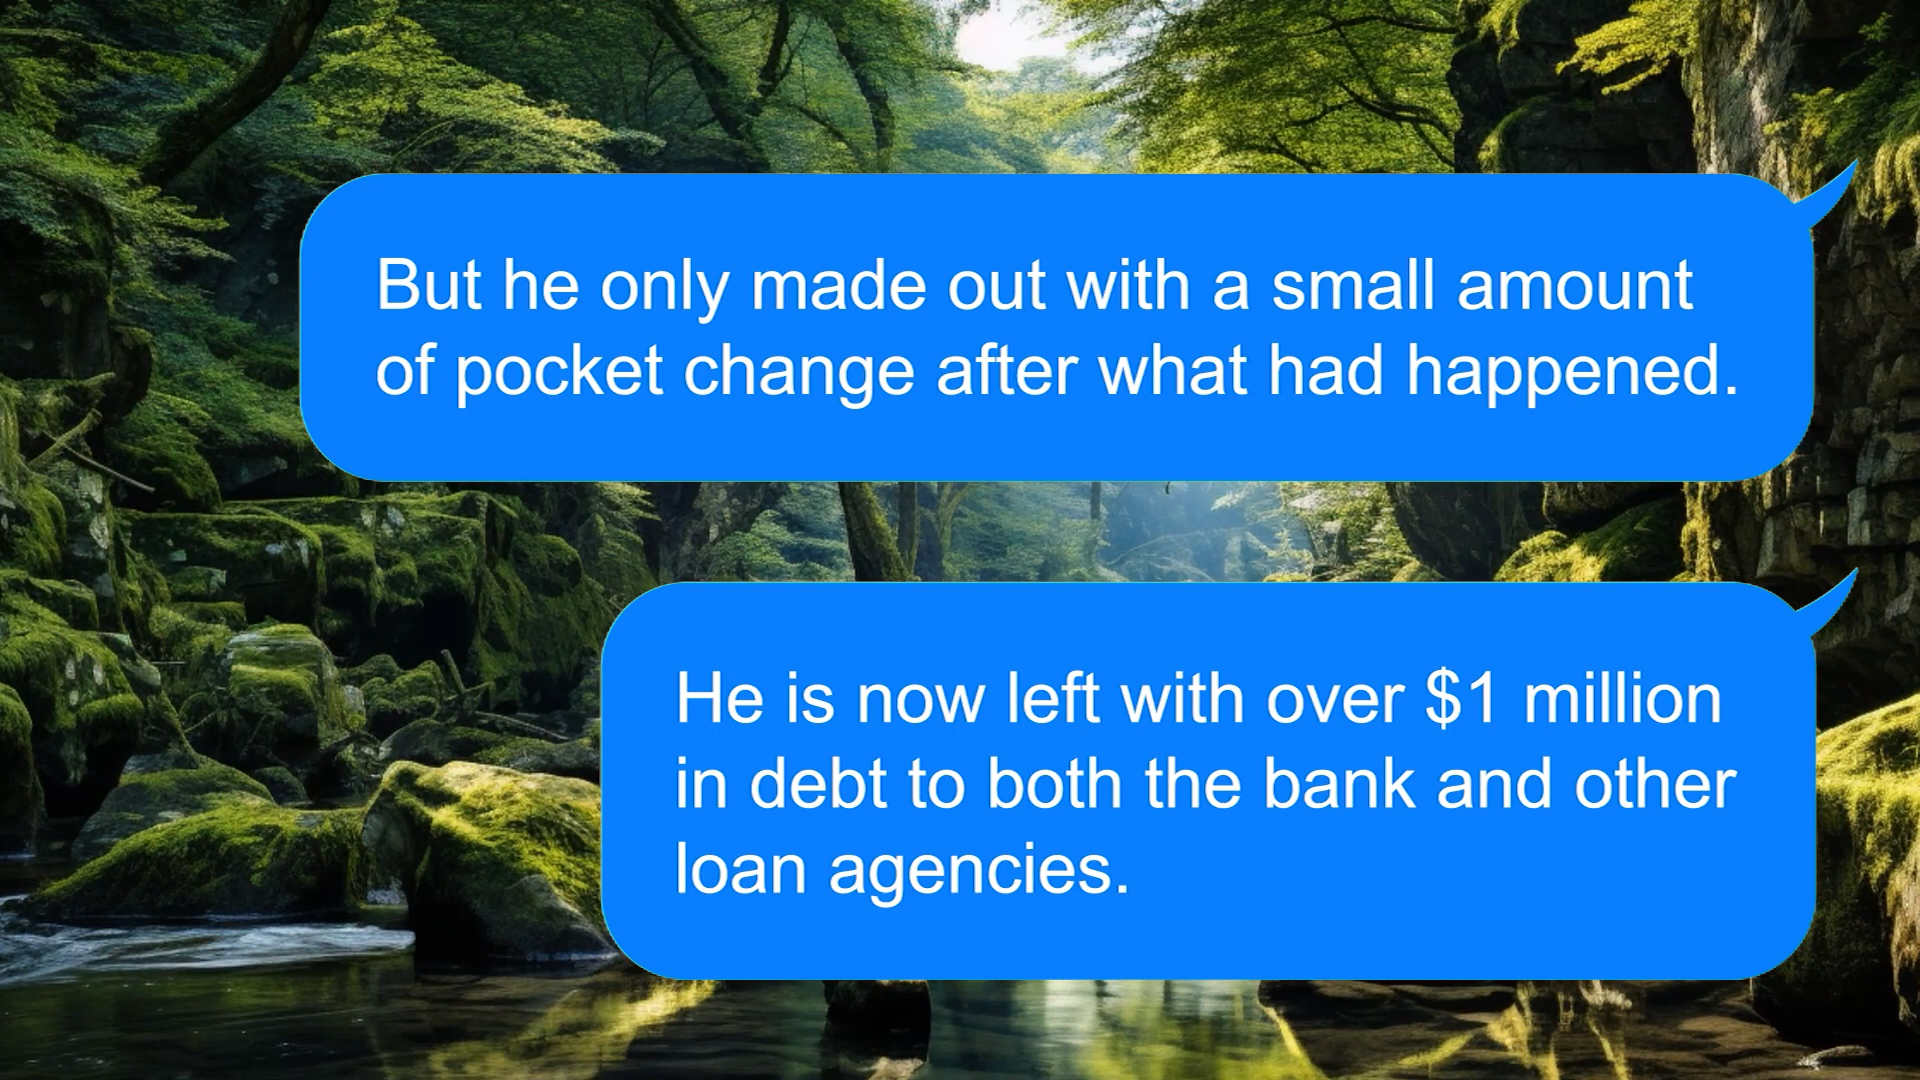 But he only made out with a small amount
of pocket change after what had happened.
He is now left with over $1 million
in debt to both the bank and other
loan agencies.